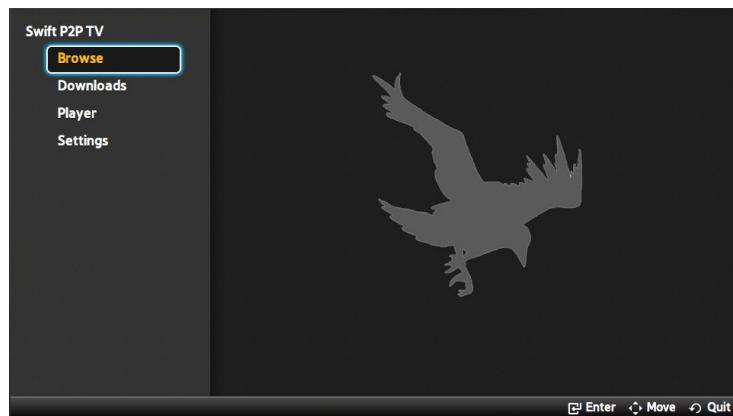 Swift P2P TV
Browse
Downloads
Player
Settings
Enter Move Quit